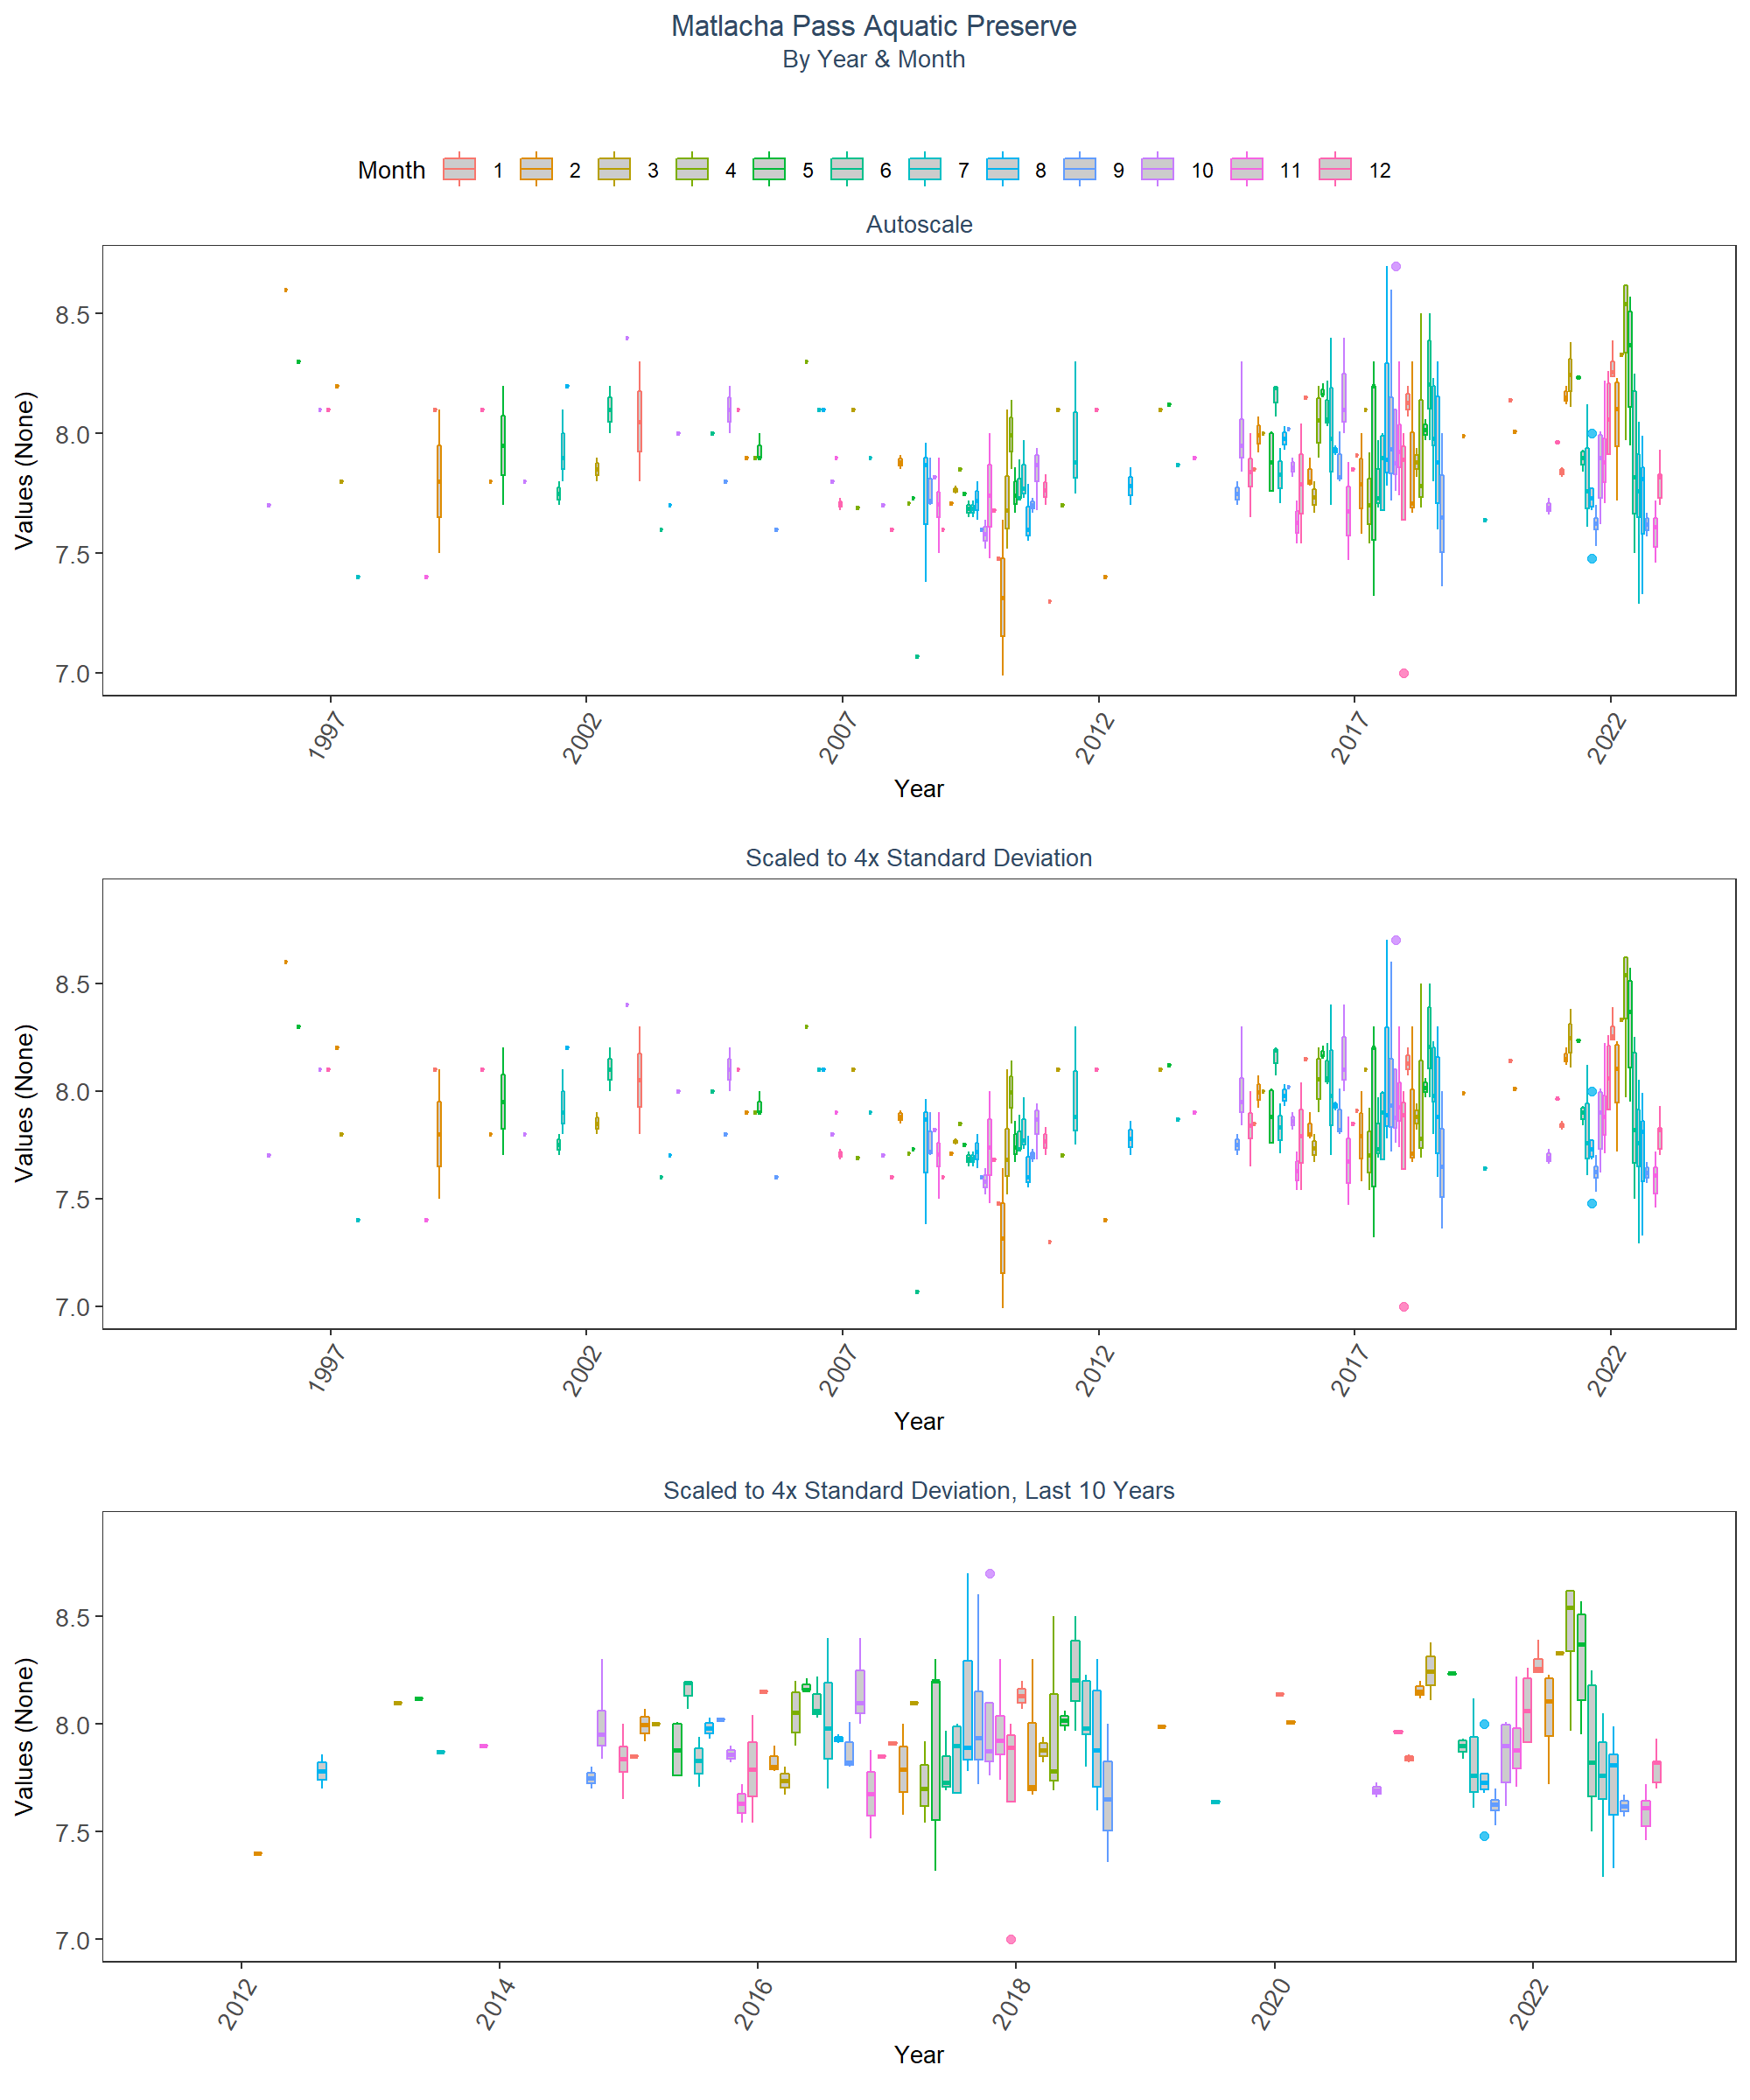 Matlacha Pass Aquatic Preserve
By Year & Month
Month 1 2 3 4 5 6 7 8 9 10 11 12
Autoscale
Values (None)
8.5
8.0
7.5
7.0
1997 2002 2007 2012 2017 2022
Year
Scaled to 4x Standard Deviation
Values (None)
8.5
8.0
7.5
7.0
1997 2002 2007 2012 2017 2022
Year
Scaled to 4x Standard Deviation, Last 10 Years
Values (None)
8.5
8.0
7.5
7.0
2012 2014 2016 2018 2020 2022
Year